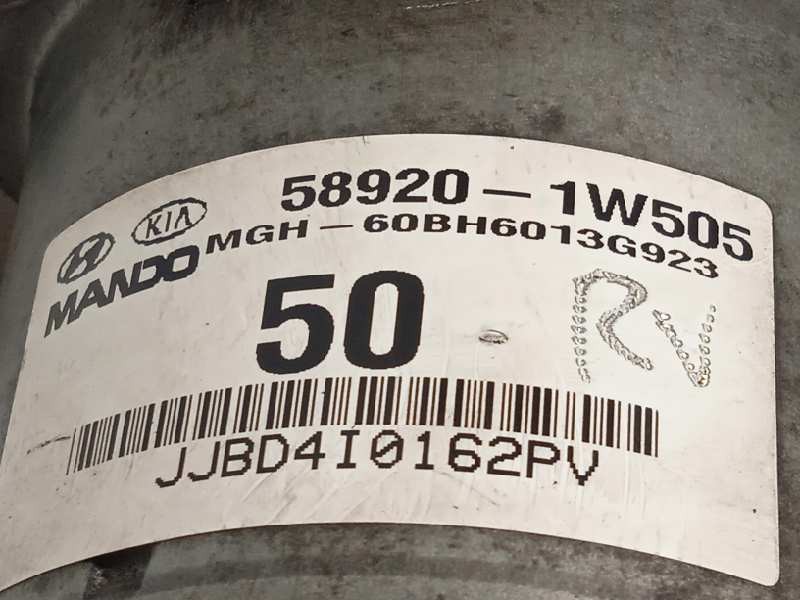 58920-1W505
KIA
MGH-60BH6013G923
MANDO
50
RV
JJBD4I0162PV